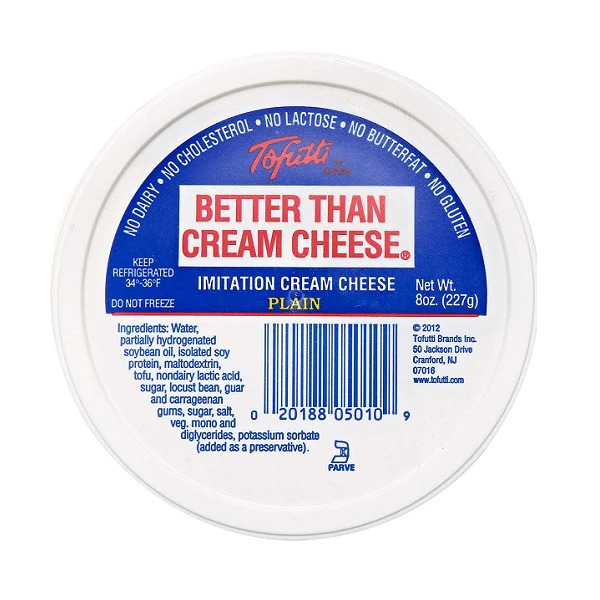 NO DAIRY • NO CHOLESTEROL • NO LACTOSE • NO BUTTERFAT • NO GLUTEN
Tofutti
BETTER THAN
CREAM CHEESE®
KEEP
REFRIGERATED
34°-36°F
DO NOT FREEZE
IMITATION CREAM CHEESE
PLAIN
Net Wt.
8oz. (227g)
Ingredients: Water,
partially hydrogenated
soybean oil, isolated soy
protein, maltodextrin,
tofu, nondairy lactic acid,
sugar, locust bean, guar
and carrageenan
gums, sugar, salt,
veg. mono and
diglycerides, potassium sorbate
(added as a preservative).
0 20188 05010 9
K
PARVE
© 2012
Tofutti Brands Inc.
50 Jackson Drive
Cranford, NJ
07016
www.tofutti.com